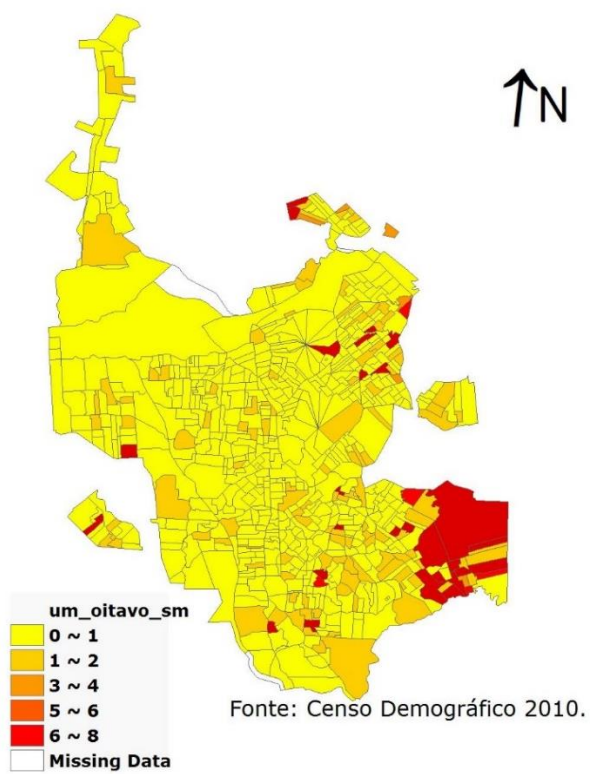 N
um_oitavo_sm
0 ~ 1
1 ~ 2
3 ~ 4
5 ~ 6
6 ~ 8
Missing Data
Fonte: Censo Demográfico 2010.